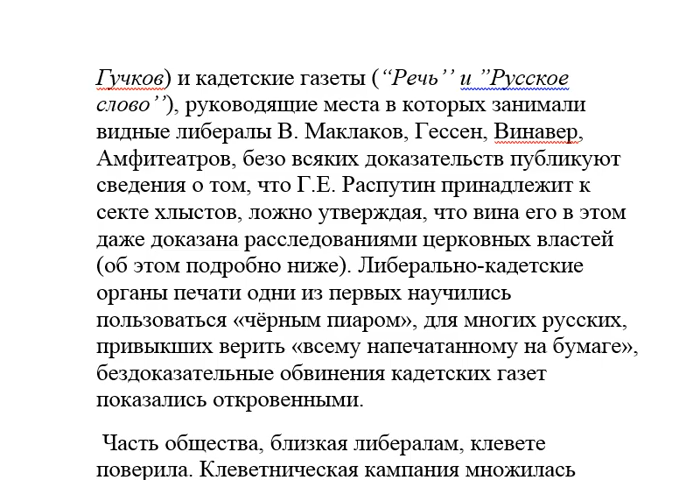 Гучков) и кадетские газеты (“Речь’’ и ”Русское
слово’’), руководящие места в которых занимали
видные либералы В. Маклаков, Гессен, Винавер,
Амфитеатров, безо всяких доказательств публикуют
сведения о том, что Г.Е. Распутин принадлежит к
секте хлыстов, ложно утверждая, что вина его в этом
даже доказана расследованиями церковных властей
(об этом подробно ниже). Либерально-кадетские
органы печати одни из первых научились
пользоваться «чёрным пиаром», для многих русских,
привыкших верить «всему напечатанному на бумаге»,
бездоказательные обвинения кадетских газет
показались откровенными.
Часть общества, близкая либералам, клевете
поверила. Клеветническая кампания множилась